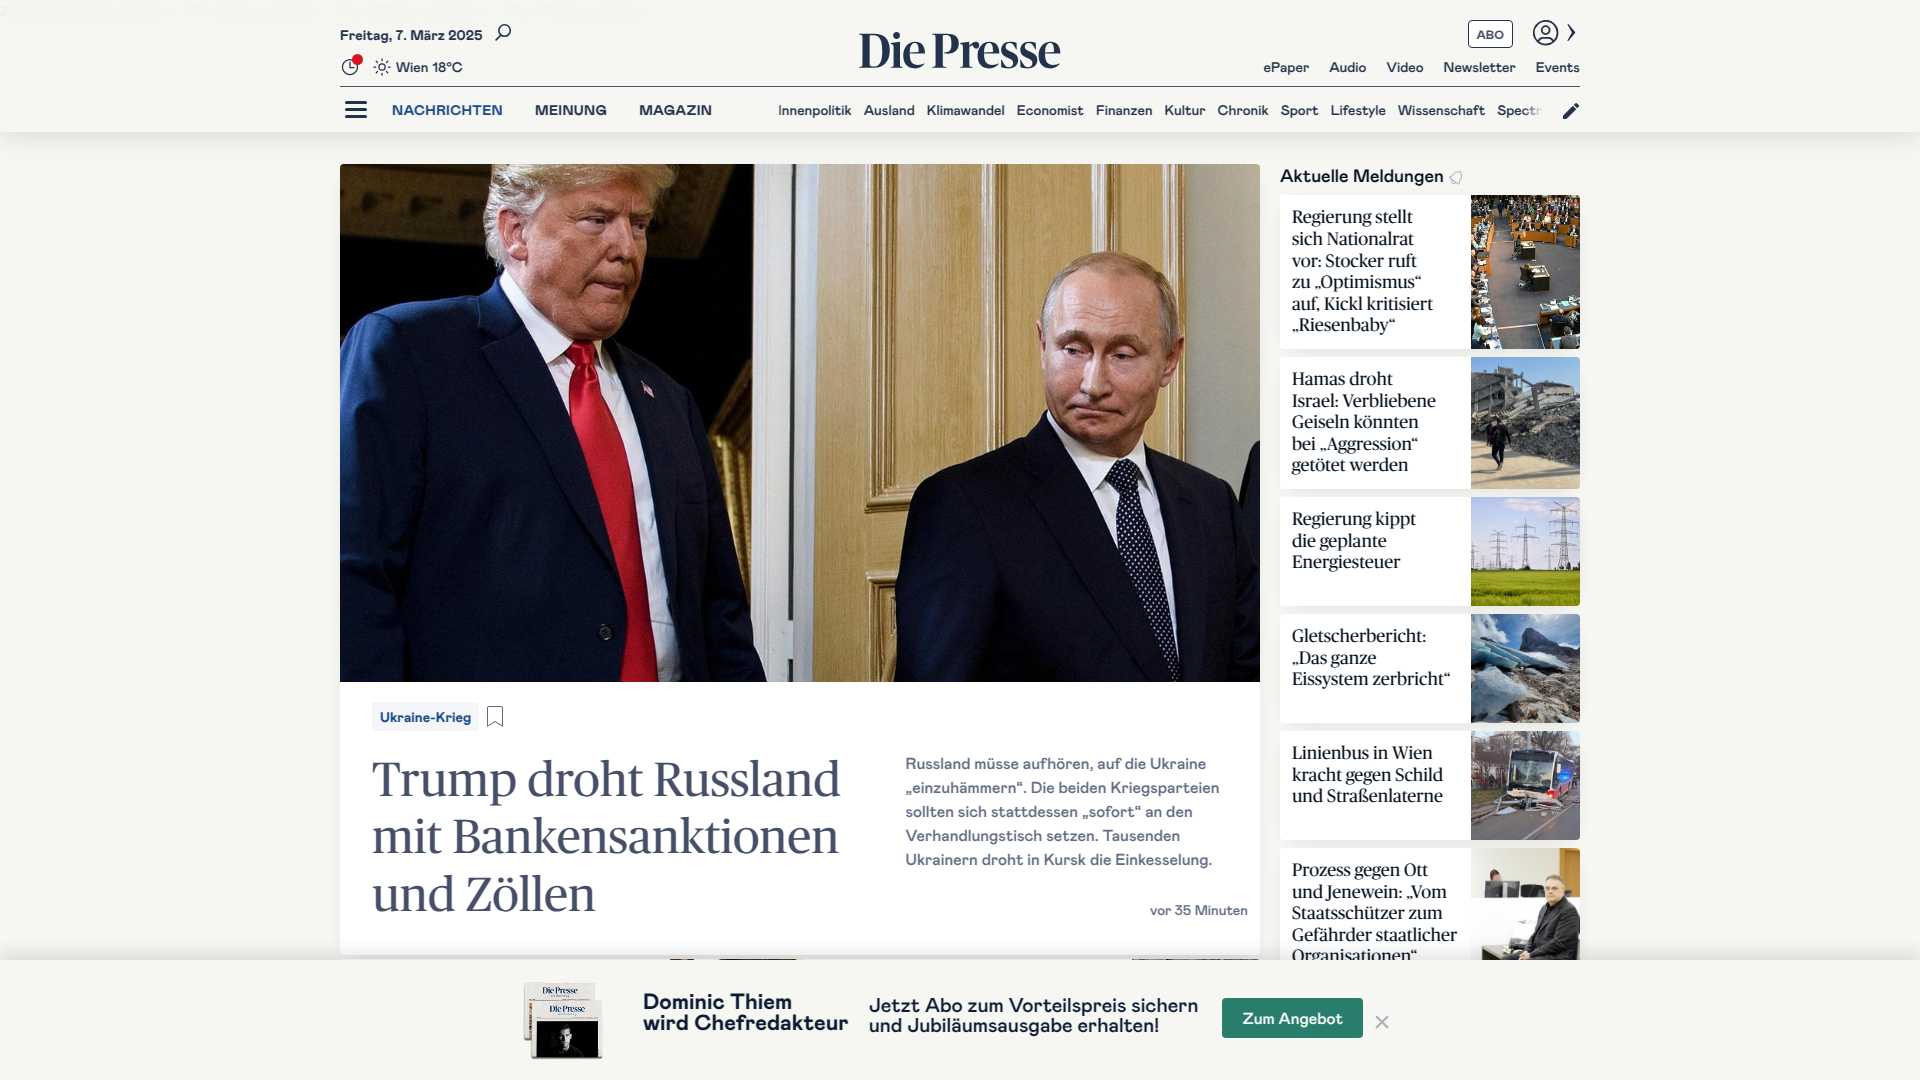 Freitag, 7. März 2025
Die Presse
ABO
Wien 18°C
ePaper Audio Video Newsletter Events
NACHRICHTEN MEINUNG MAGAZIN
Innenpolitik Ausland Klimawandel Economist Finanzen Kultur Chronik Sport Lifestyle Wissenschaft Spectr
Ukraine-Krieg
Trump droht Russland
mit Bankensanktionen
und Zöllen
Russland müsse aufhören, auf die Ukraine
„einzuhämmern“. Die beiden Kriegsparteien
sollten sich stattdessen „sofort“ an den
Verhandlungstisch setzen. Tausenden
Ukrainern droht in Kursk die Einkesselung.
vor 35 Minuten
Aktuelle Meldungen
Regierung stellt
sich Nationalrat
vor: Stocker ruft
zu „Optimismus“
auf, Kickl kritisiert
„Riesenbaby“
Hamas droht
Israel: Verbliebene
Geiseln könnten
bei „Aggression“
getötet werden
Regierung kippt
die geplante
Energiesteuer
Gletscherbericht:
„Das ganze
Eissystem zerbricht“
Linienbus in Wien
kracht gegen Schild
und Straßenlaterne
Prozess gegen Ott
und Jenewein: „Vom
Staatsschützer zum
Gefährder staatlicher
Organisationen“
Die Presse
Die Presse
Dominic Thiem
wird Chefredakteur
Jetzt Abo zum Vorteilspreis sichern
und Jubiläumsausgabe erhalten!
Zum Angebot